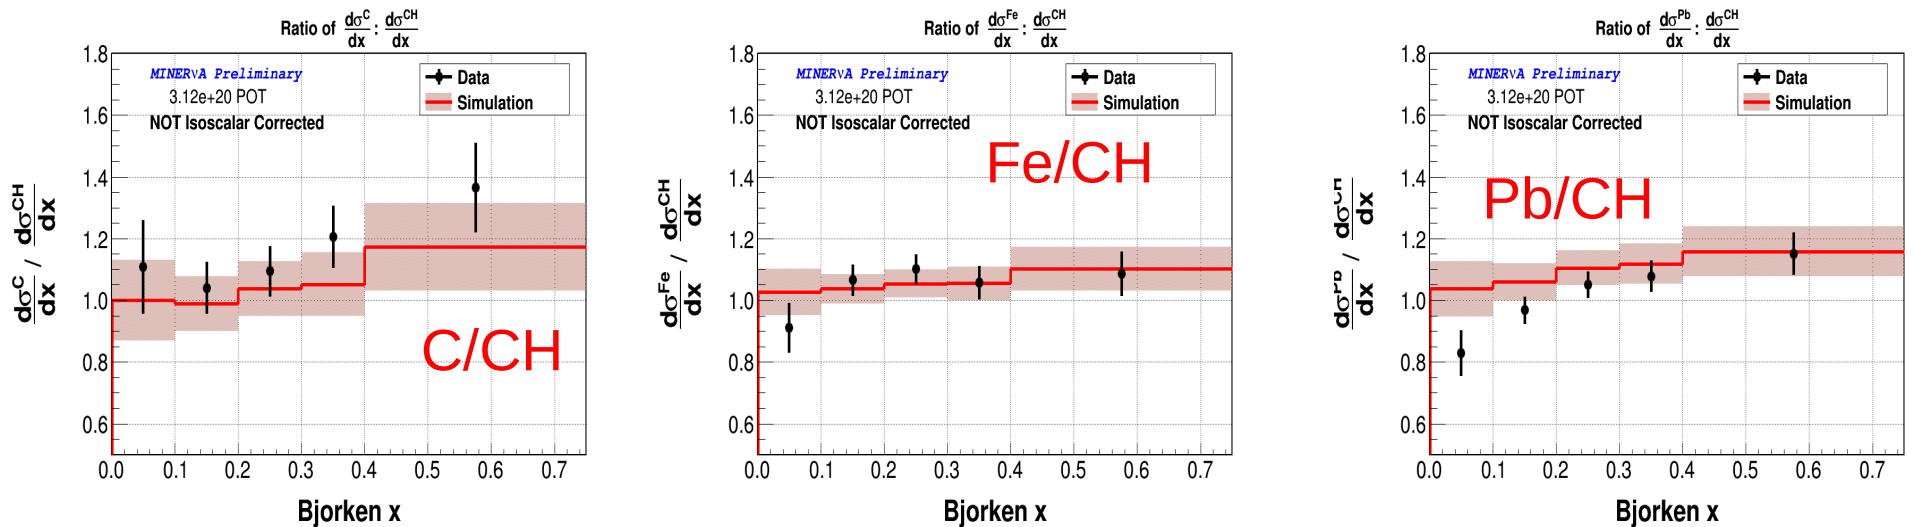 Ratio of dσ^C/dx : dσ^CH/dx
1.8
1.6
1.4
1.2
1.0
0.8
0.6
dσ^C/dx / dσ^CH/dx
MINERνA Preliminary
3.12e+20 POT
NOT Isoscalar Corrected
Data
Simulation
C/CH
0.0 0.1 0.2 0.3 0.4 0.5 0.6 0.7
Bjorken x
Ratio of dσ^Fe/dx : dσ^CH/dx
1.8
1.6
1.4
1.2
1.0
0.8
0.6
dσ^Fe/dx / dσ^CH/dx
MINERνA Preliminary
3.12e+20 POT
NOT Isoscalar Corrected
Data
Simulation
Fe/CH
0.0 0.1 0.2 0.3 0.4 0.5 0.6 0.7
Bjorken x
Ratio of dσ^Pb/dx : dσ^CH/dx
1.8
1.6
1.4
1.2
1.0
0.8
0.6
dσ^Pb/dx / dσ^CH/dx
MINERνA Preliminary
3.12e+20 POT
NOT Isoscalar Corrected
Data
Simulation
Pb/CH
0.0 0.1 0.2 0.3 0.4 0.5 0.6 0.7
Bjorken x